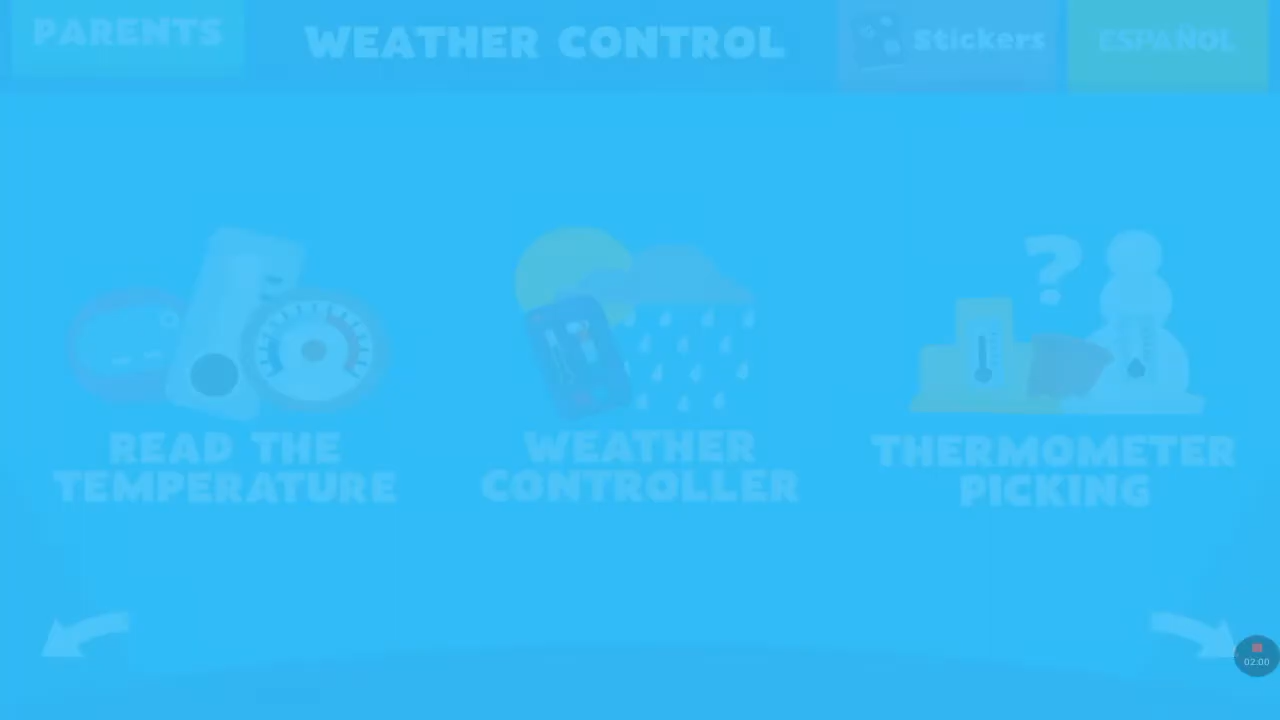 PARENTS
WEATHER CONTROL
Stickers
ESPAÑOL
?
READ THE
TEMPERATURE
WEATHER
CONTROLLER
THERMOMETER
PICKING
02:00